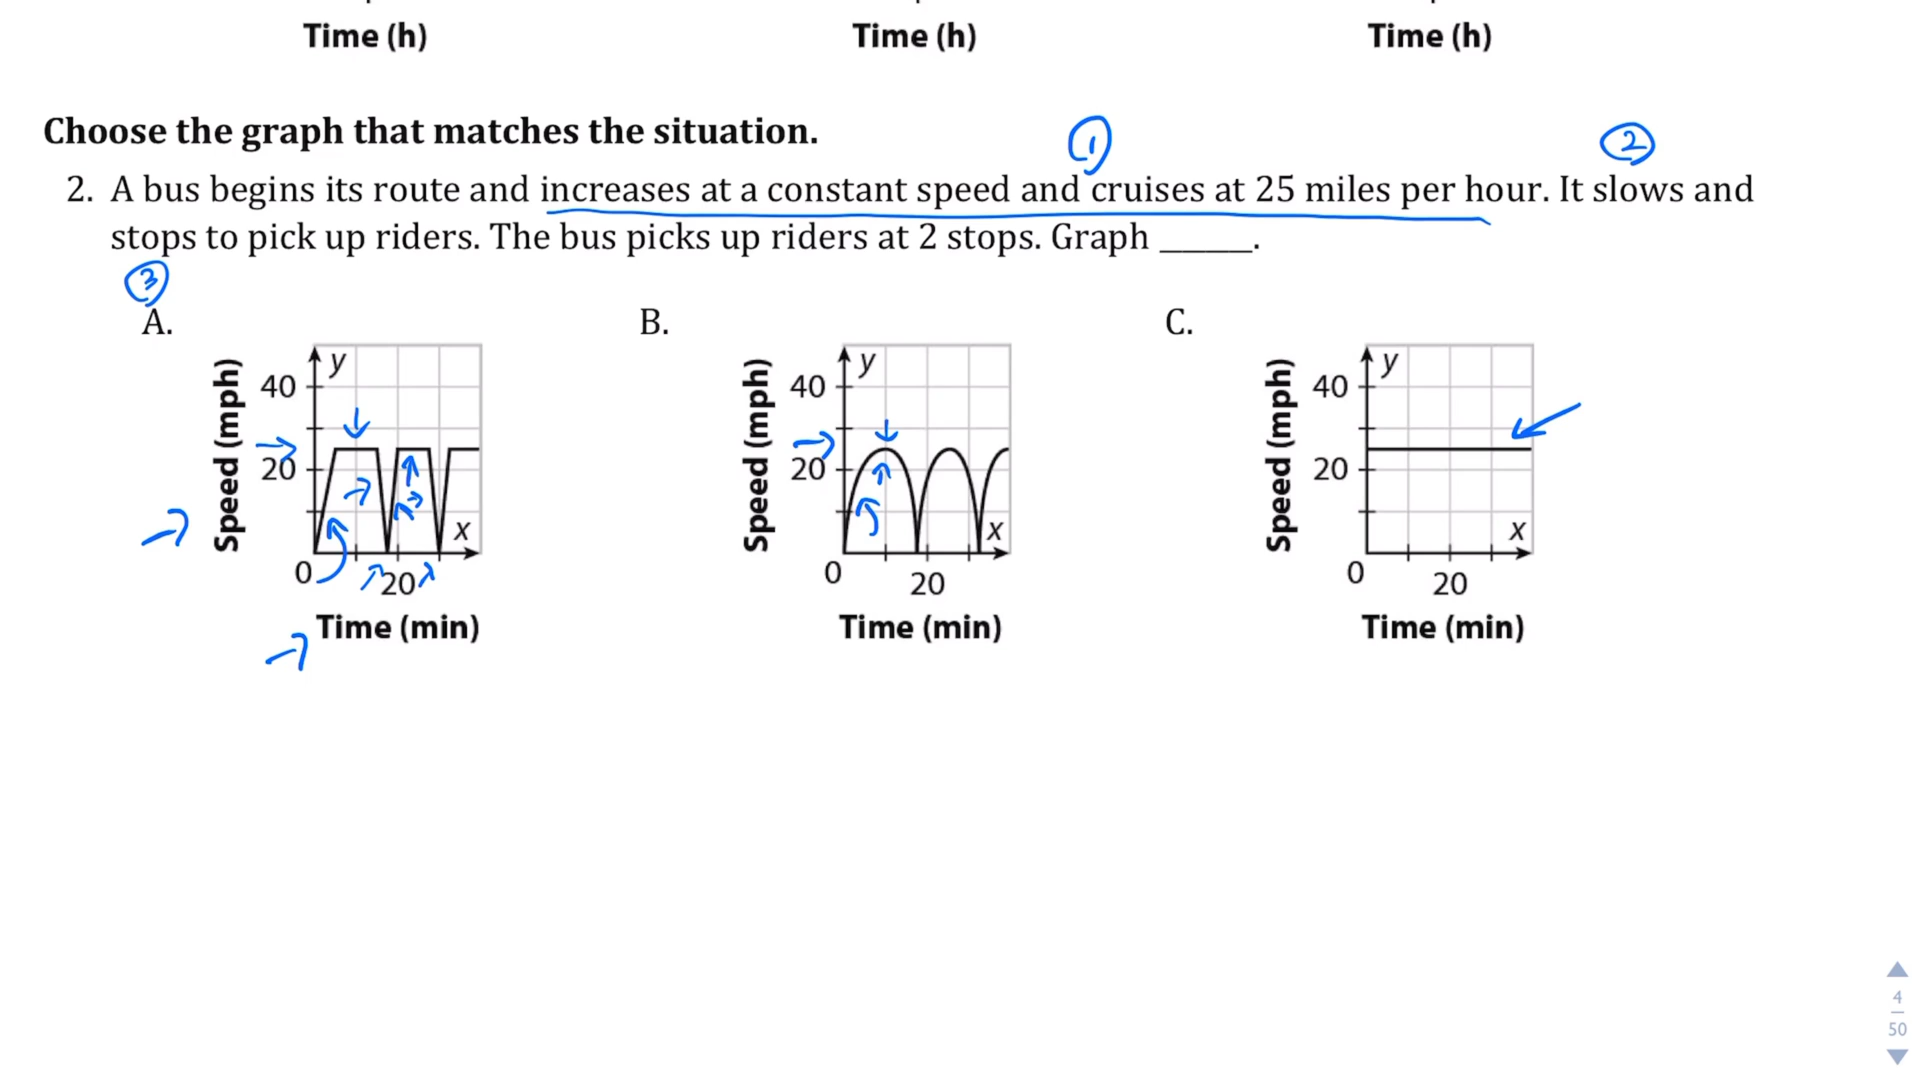 Time (h) Time (h) Time (h)
Choose the graph that matches the situation.
① ②
2. A bus begins its route and increases at a constant speed and cruises at 25 miles per hour. It slows and
stops to pick up riders. The bus picks up riders at 2 stops. Graph _____.
③
A. B. C.
Speed (mph) 40 y Speed (mph) 40 y Speed (mph) 40 y
20 20 20
x x x
0 20 0 20 0 20
Time (min) Time (min) Time (min)
4
50